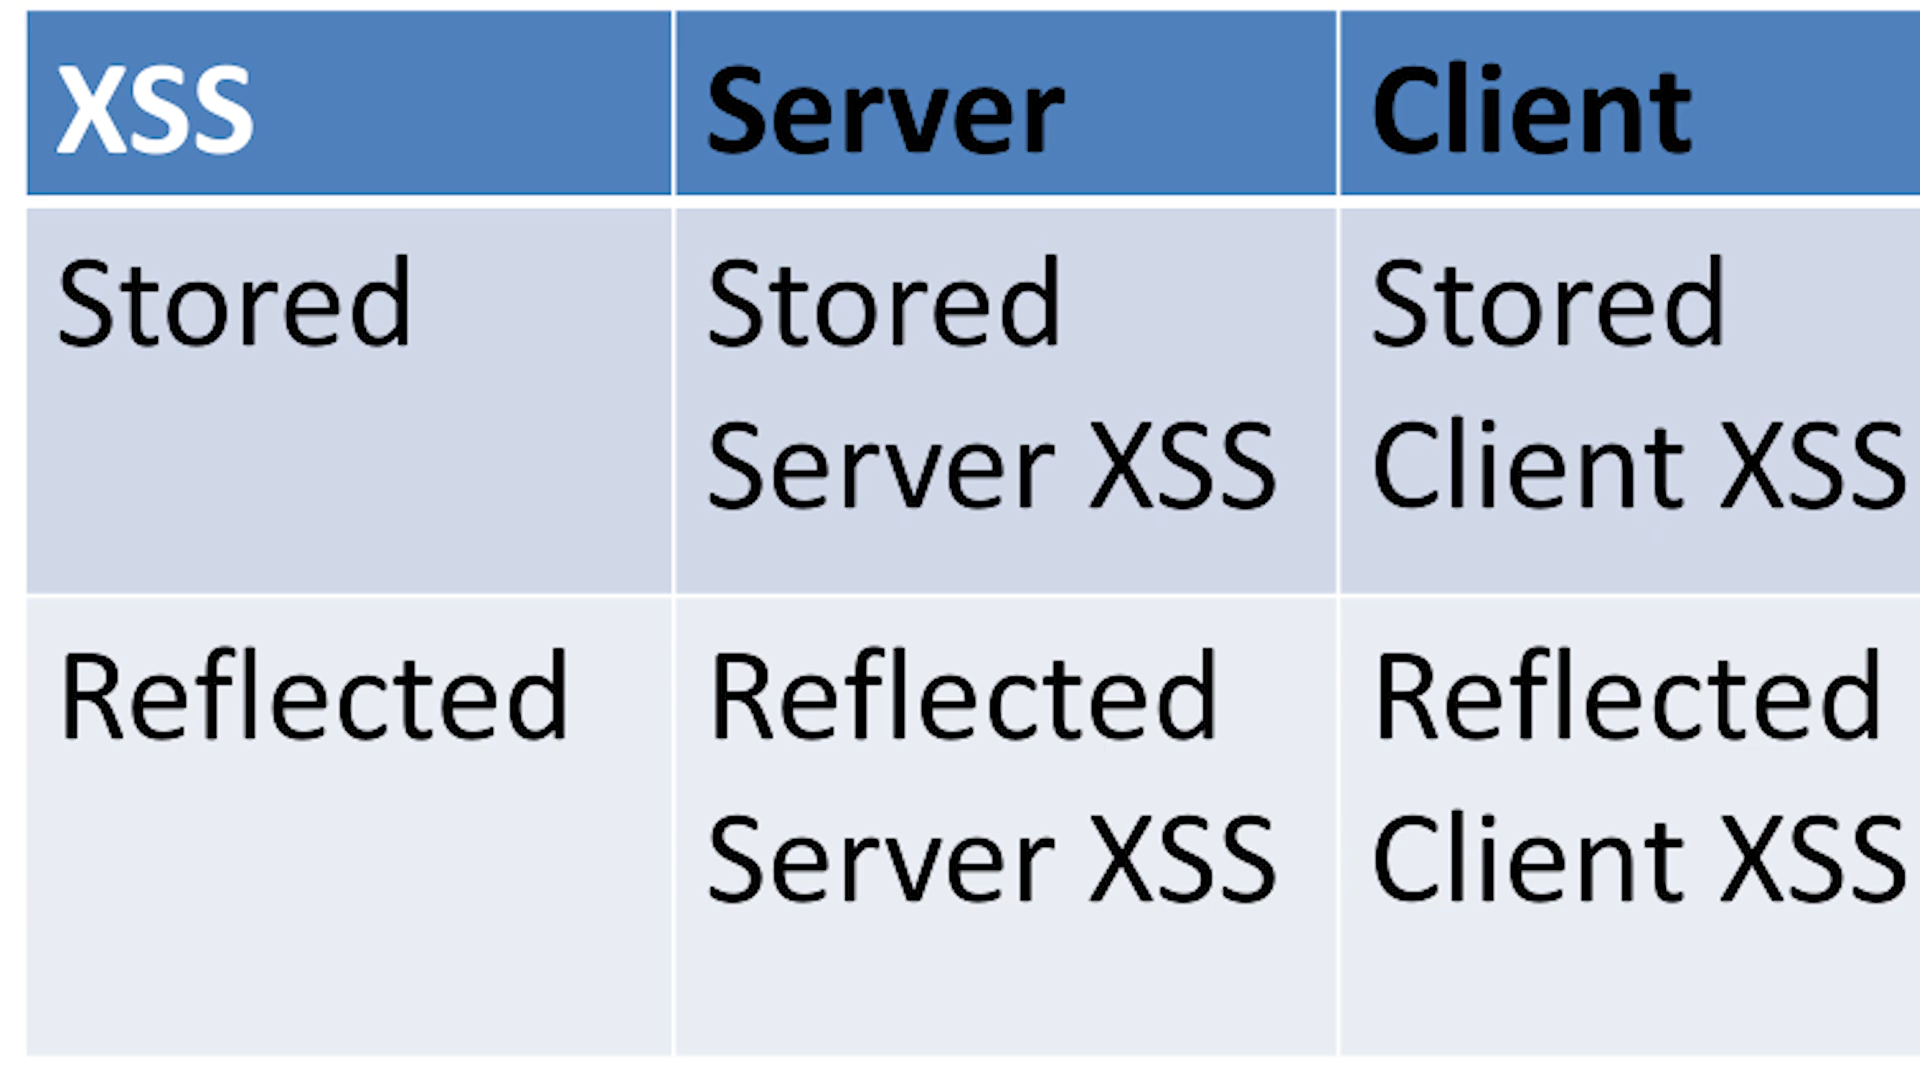 XSS Server Client
Stored Stored Stored
Server XSS Client XSS
Reflected Reflected Reflected
Server XSS Client XSS